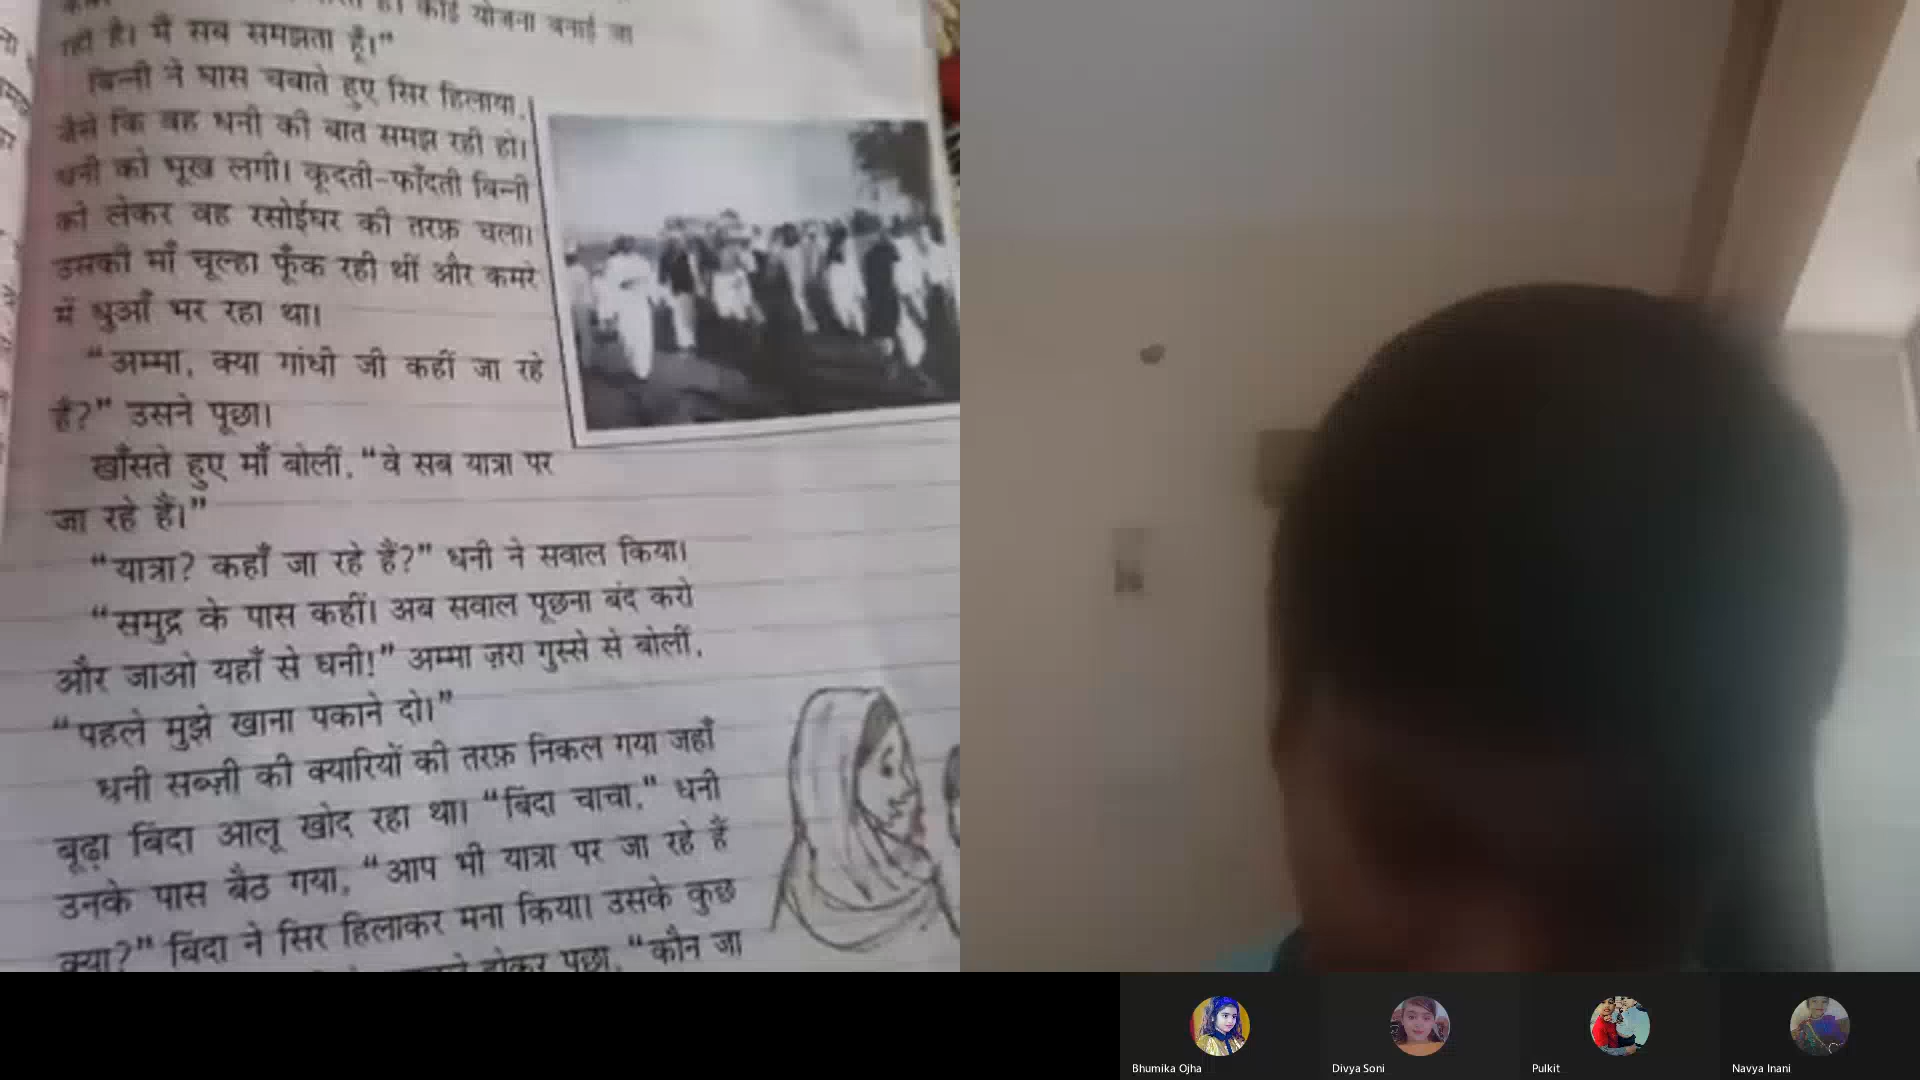 कोई योजना बनाई जा
रही है। मैं सब समझता हूँ।"
बिन्नी ने घास चबाते हुए सिर हिलाया,
जैसे कि वह धनी की बात समझ रही हो।
धनी को भूख लगी। कूदती-फाँदती बिन्नी
को लेकर वह रसोईघर की तरफ़ चला।
उसकी माँ चूल्हा फूँक रही थीं और कमरे
में धुआँ भर रहा था।
"अम्मा, क्या गांधी जी कहीं जा रहे
हैं?" उसने पूछा।
खाँसते हुए माँ बोलीं, "वे सब यात्रा पर
जा रहे हैं।"
"यात्रा? कहाँ जा रहे हैं?" धनी ने सवाल किया।
"समुद्र के पास कहीं। अब सवाल पूछना बंद करो
और जाओ यहाँ से धनी!" अम्मा ज़रा गुस्से से बोलीं,
"पहले मुझे खाना पकाने दो।"
धनी सब्ज़ी की क्यारियों की तरफ़ निकल गया जहाँ
बूढ़ा बिंदा आलू खोद रहा था। "बिंदा चाचा," धनी
उनके पास बैठ गया, "आप भी यात्रा पर जा रहे हैं
क्या?" बिंदा ने सिर हिलाकर मना किया। उसके कुछ
होकर पूछा, "कौन जा
Bhumika Ojha
Divya Soni
Pulkit
Navya Inani